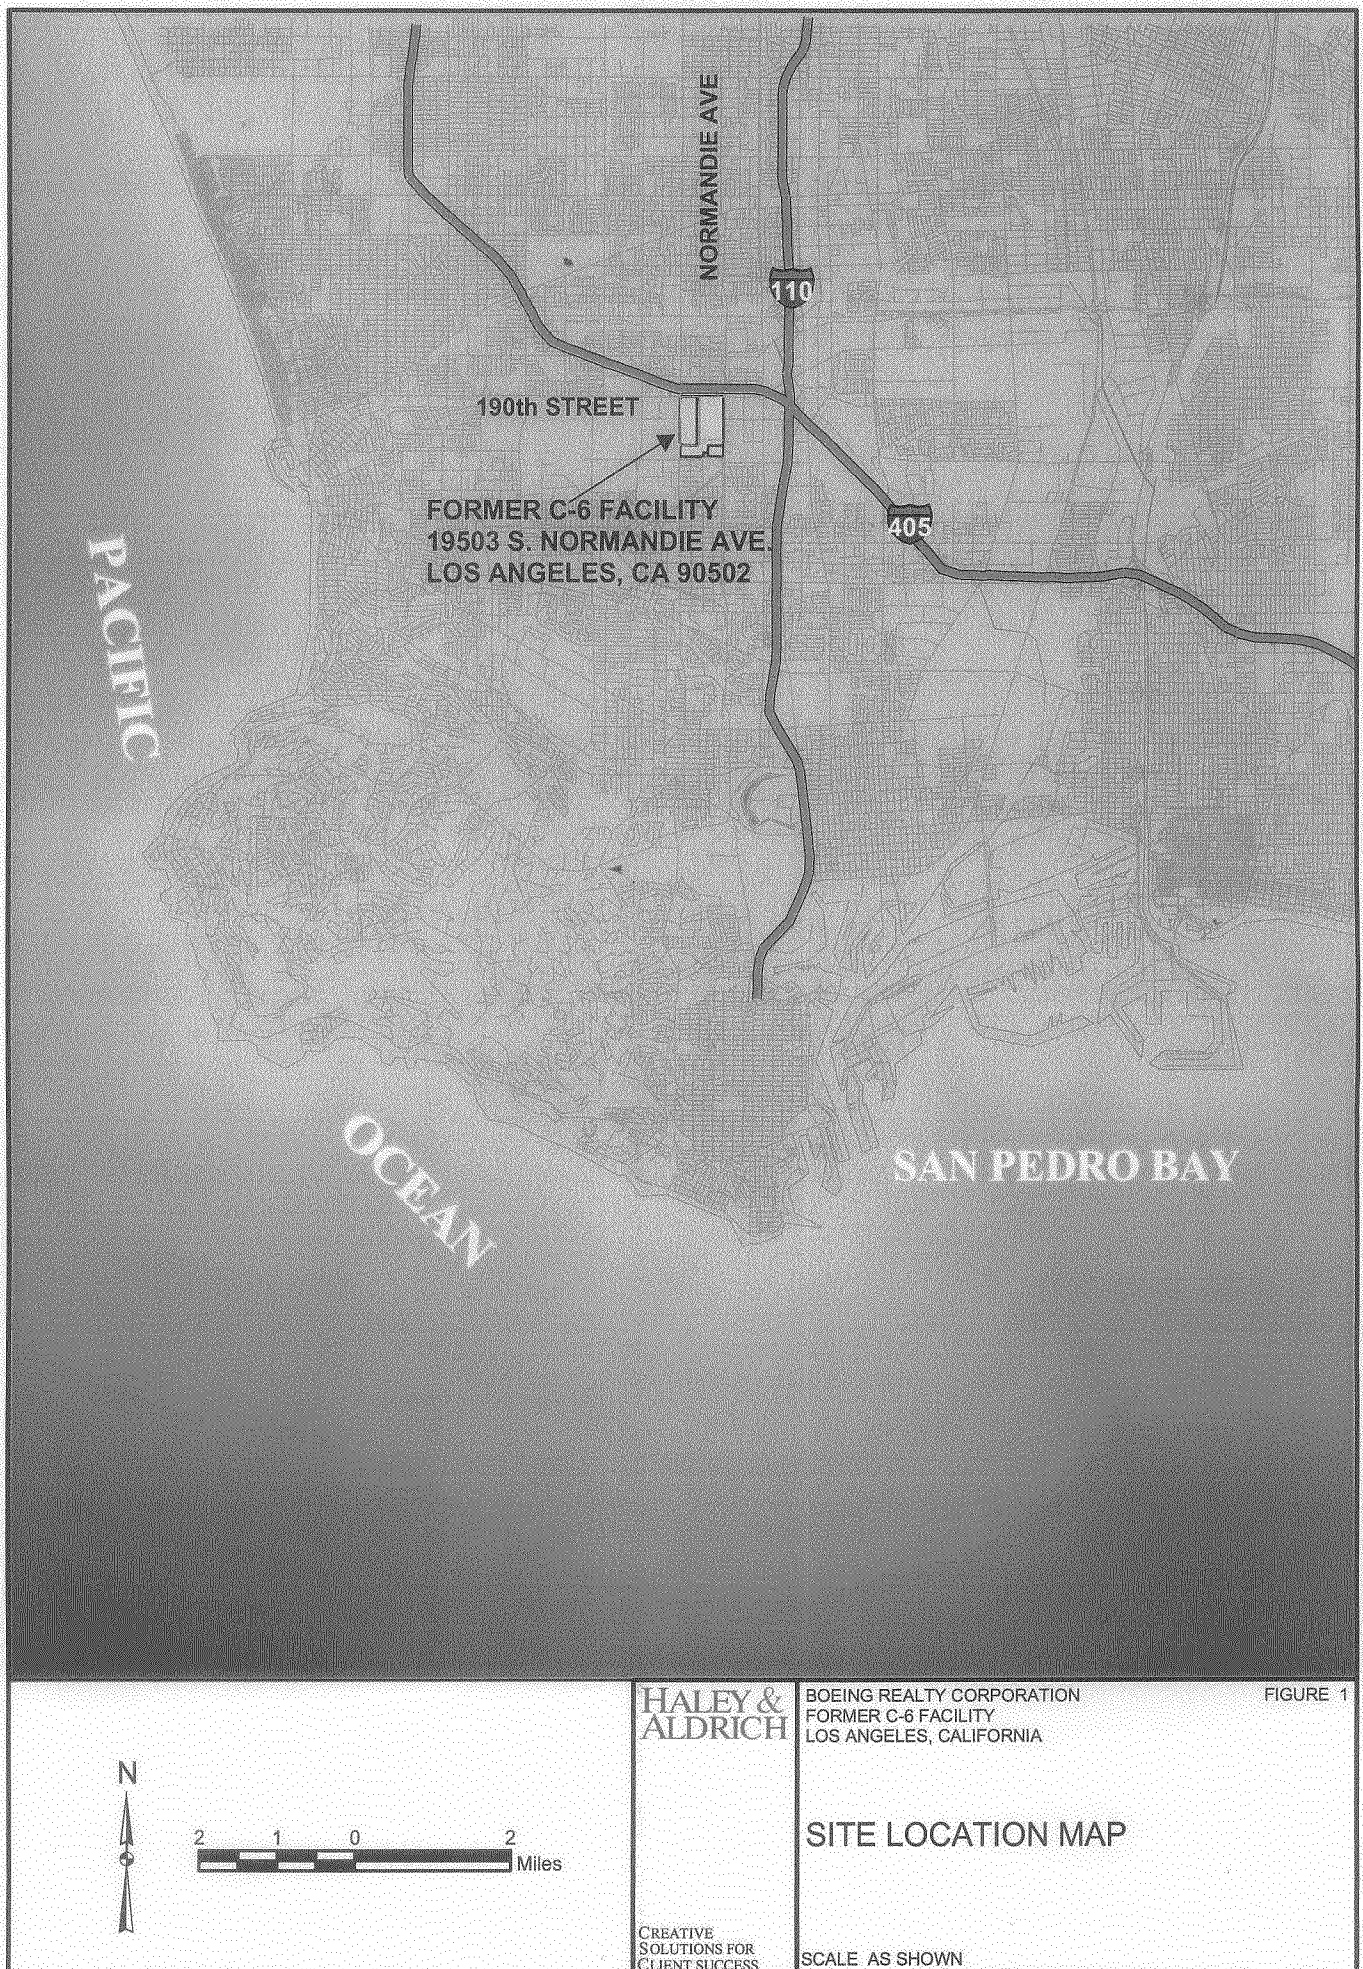 NORMANDIE AVE
110
190th STREET
FORMER C-6 FACILITY
19503 S. NORMANDIE AVE.
LOS ANGELES, CA 90502
405
PACIFIC
OCEAN
SAN PEDRO BAY
N
2 1 0 2
Miles
HALEY &
ALDRICH
CREATIVE
SOLUTIONS FOR
CLIENT SUCCESS
BOEING REALTY CORPORATION
FORMER C-6 FACILITY
LOS ANGELES, CALIFORNIA
FIGURE 1
SITE LOCATION MAP
SCALE AS SHOWN